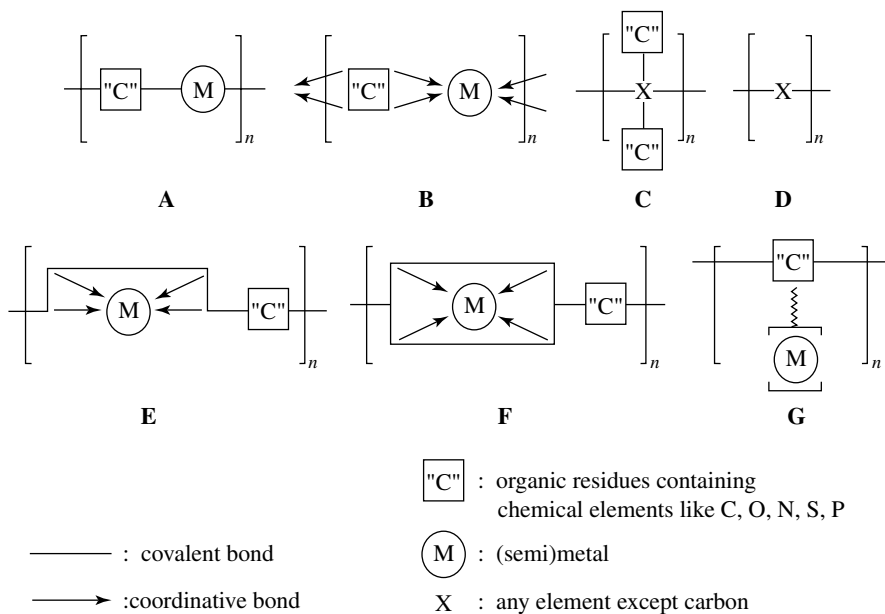 "C" M n
"C" M n
"C" X "C" n
X n
A B C D
M "C" n
M "C" n
"C" M n
E F G
"C" : organic residues containing
chemical elements like C, O, N, S, P
: covalent bond
M : (semi)metal
:coordinative bond
X : any element except carbon